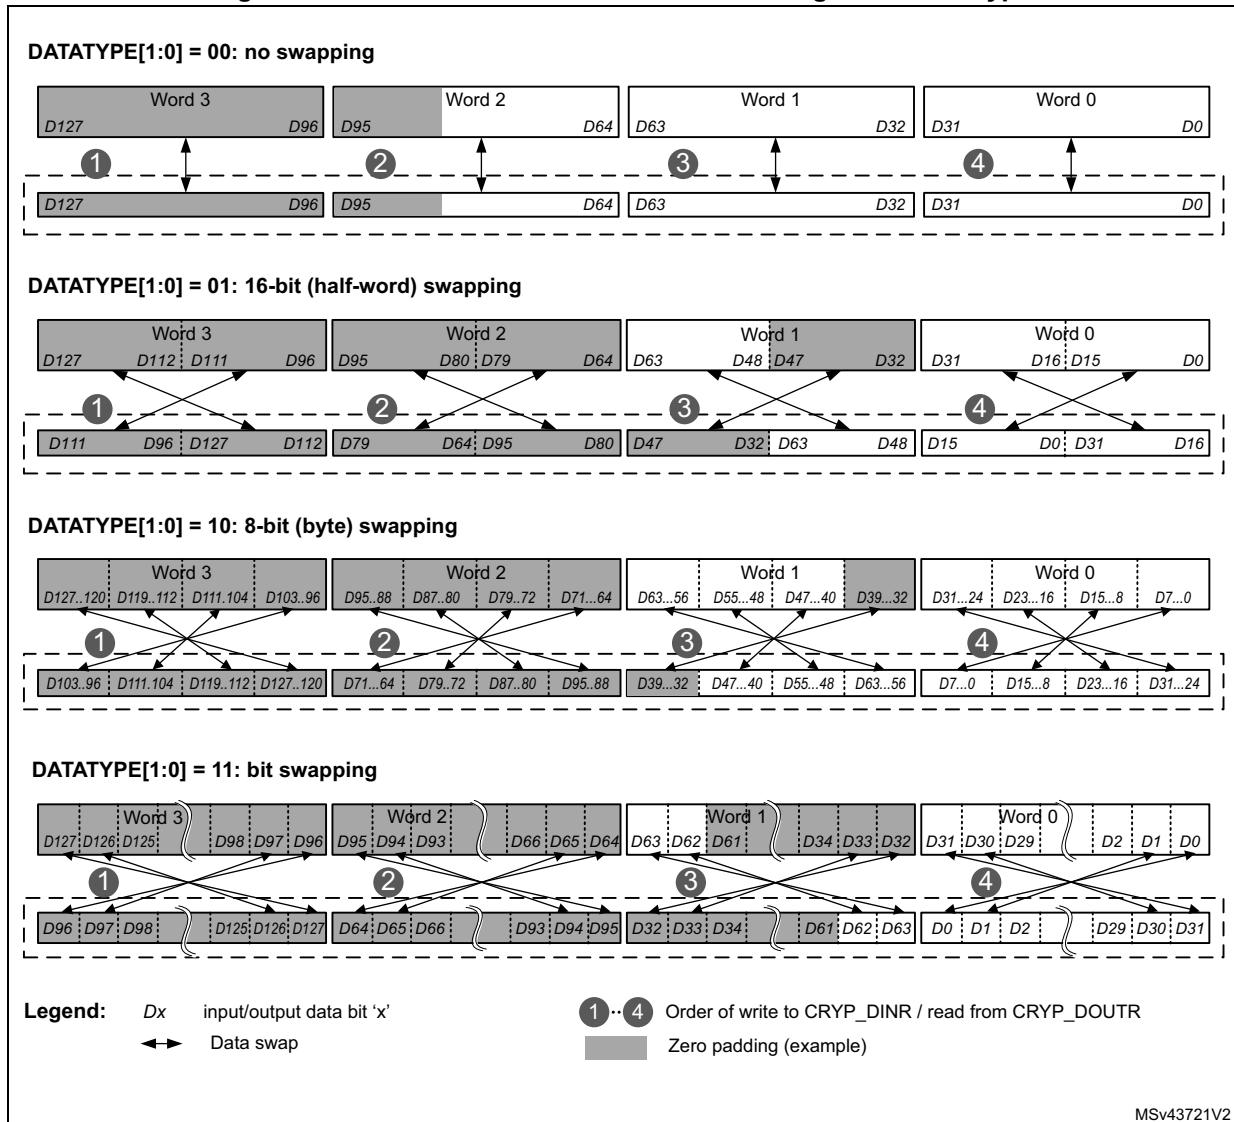 DATATYPE[1:0] = 00: no swapping
Word 3 Word 2 Word 1 Word 0
D127 D96 D95 D64 D63 D32 D31 D0
1 2 3 4
D127 D96 D95 D64 D63 D32 D31 D0
DATATYPE[1:0] = 01: 16-bit (half-word) swapping
Word 3 Word 2 Word 1 Word 0
D127 D112 D111 D96 D95 D80 D79 D64 D63 D48 D47 D32 D31 D16 D15 D0
1 2 3 4
D111 D96 D127 D112 D79 D64 D95 D80 D47 D32 D63 D48 D15 D0 D31 D16
DATATYPE[1:0] = 10: 8-bit (byte) swapping
Word 3 Word 2 Word 1 Word 0
D127..120 D119..112 D111.104 D103..96 D95..88 D87..80 D79..72 D71...64 D63...56 D55...48 D47...40 D39...32 D31...24 D23...16 D15...8 D7...0
1 2 3 4
D103..96 D111.104 D119..112 D127..120 D71...64 D79..72 D87..80 D95..88 D39...32 D47...40 D55...48 D63...56 D7...0 D15...8 D23...16 D31...24
DATATYPE[1:0] = 11: bit swapping
Word 3 Word 2 Word 1 Word 0
D127 D126 D125 D98 D97 D96 D95 D94 D93 D66 D65 D64 D63 D62 D61 D34 D33 D32 D31 D30 D29 D2 D1 D0
1 2 3 4
D96 D97 D98 D125 D126 D127 D64 D65 D66 D93 D94 D95 D32 D33 D34 D61 D62 D63 D0 D1 D2 D29 D30 D31
Legend: Dx input/output data bit ‘x’ 1··4 Order of write to CRYP_DINR / read from CRYP_DOUTR
Data swap Zero padding (example)
MSv43721V2